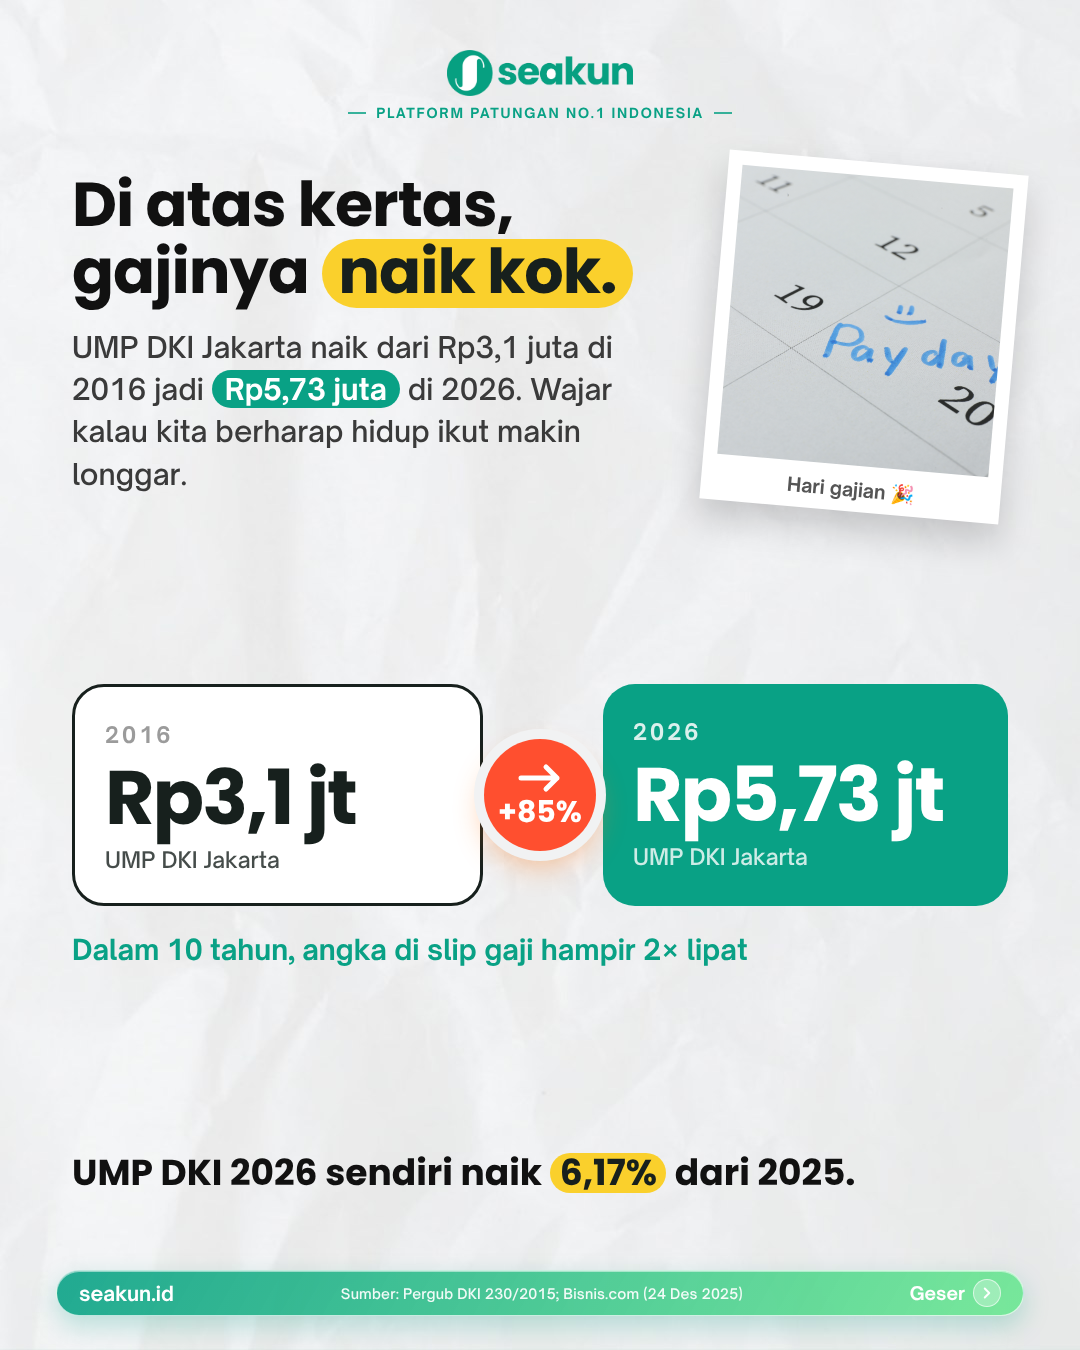 seakun
PLATFORM PATUNGAN NO.1 INDONESIA
Di atas kertas,
gajinya naik kok.
UMP DKI Jakarta naik dari Rp3,1 juta di
2016 jadi Rp5,73 juta di 2026. Wajar
kalau kita berharap hidup ikut makin
longgar.
11
5
12
19
Payday
20
Hari gajian 🎉
2016
Rp3,1 jt
UMP DKI Jakarta
→
+85%
2026
Rp5,73 jt
UMP DKI Jakarta
Dalam 10 tahun, angka di slip gaji hampir 2× lipat
UMP DKI 2026 sendiri naik 6,17% dari 2025.
seakun.id
Sumber: Pergub DKI 230/2015; Bisnis.com (24 Des 2025)
Geser